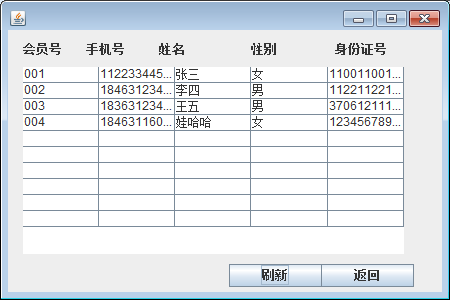 会员号 手机号 姓名 性别 身份证号
001 112233445... 张三 女 110011001...
002 184631234... 李四 男 112211221...
003 183631234... 王五 男 370612111...
004 184631160... 娃哈哈 女 123456789...
刷新 返回